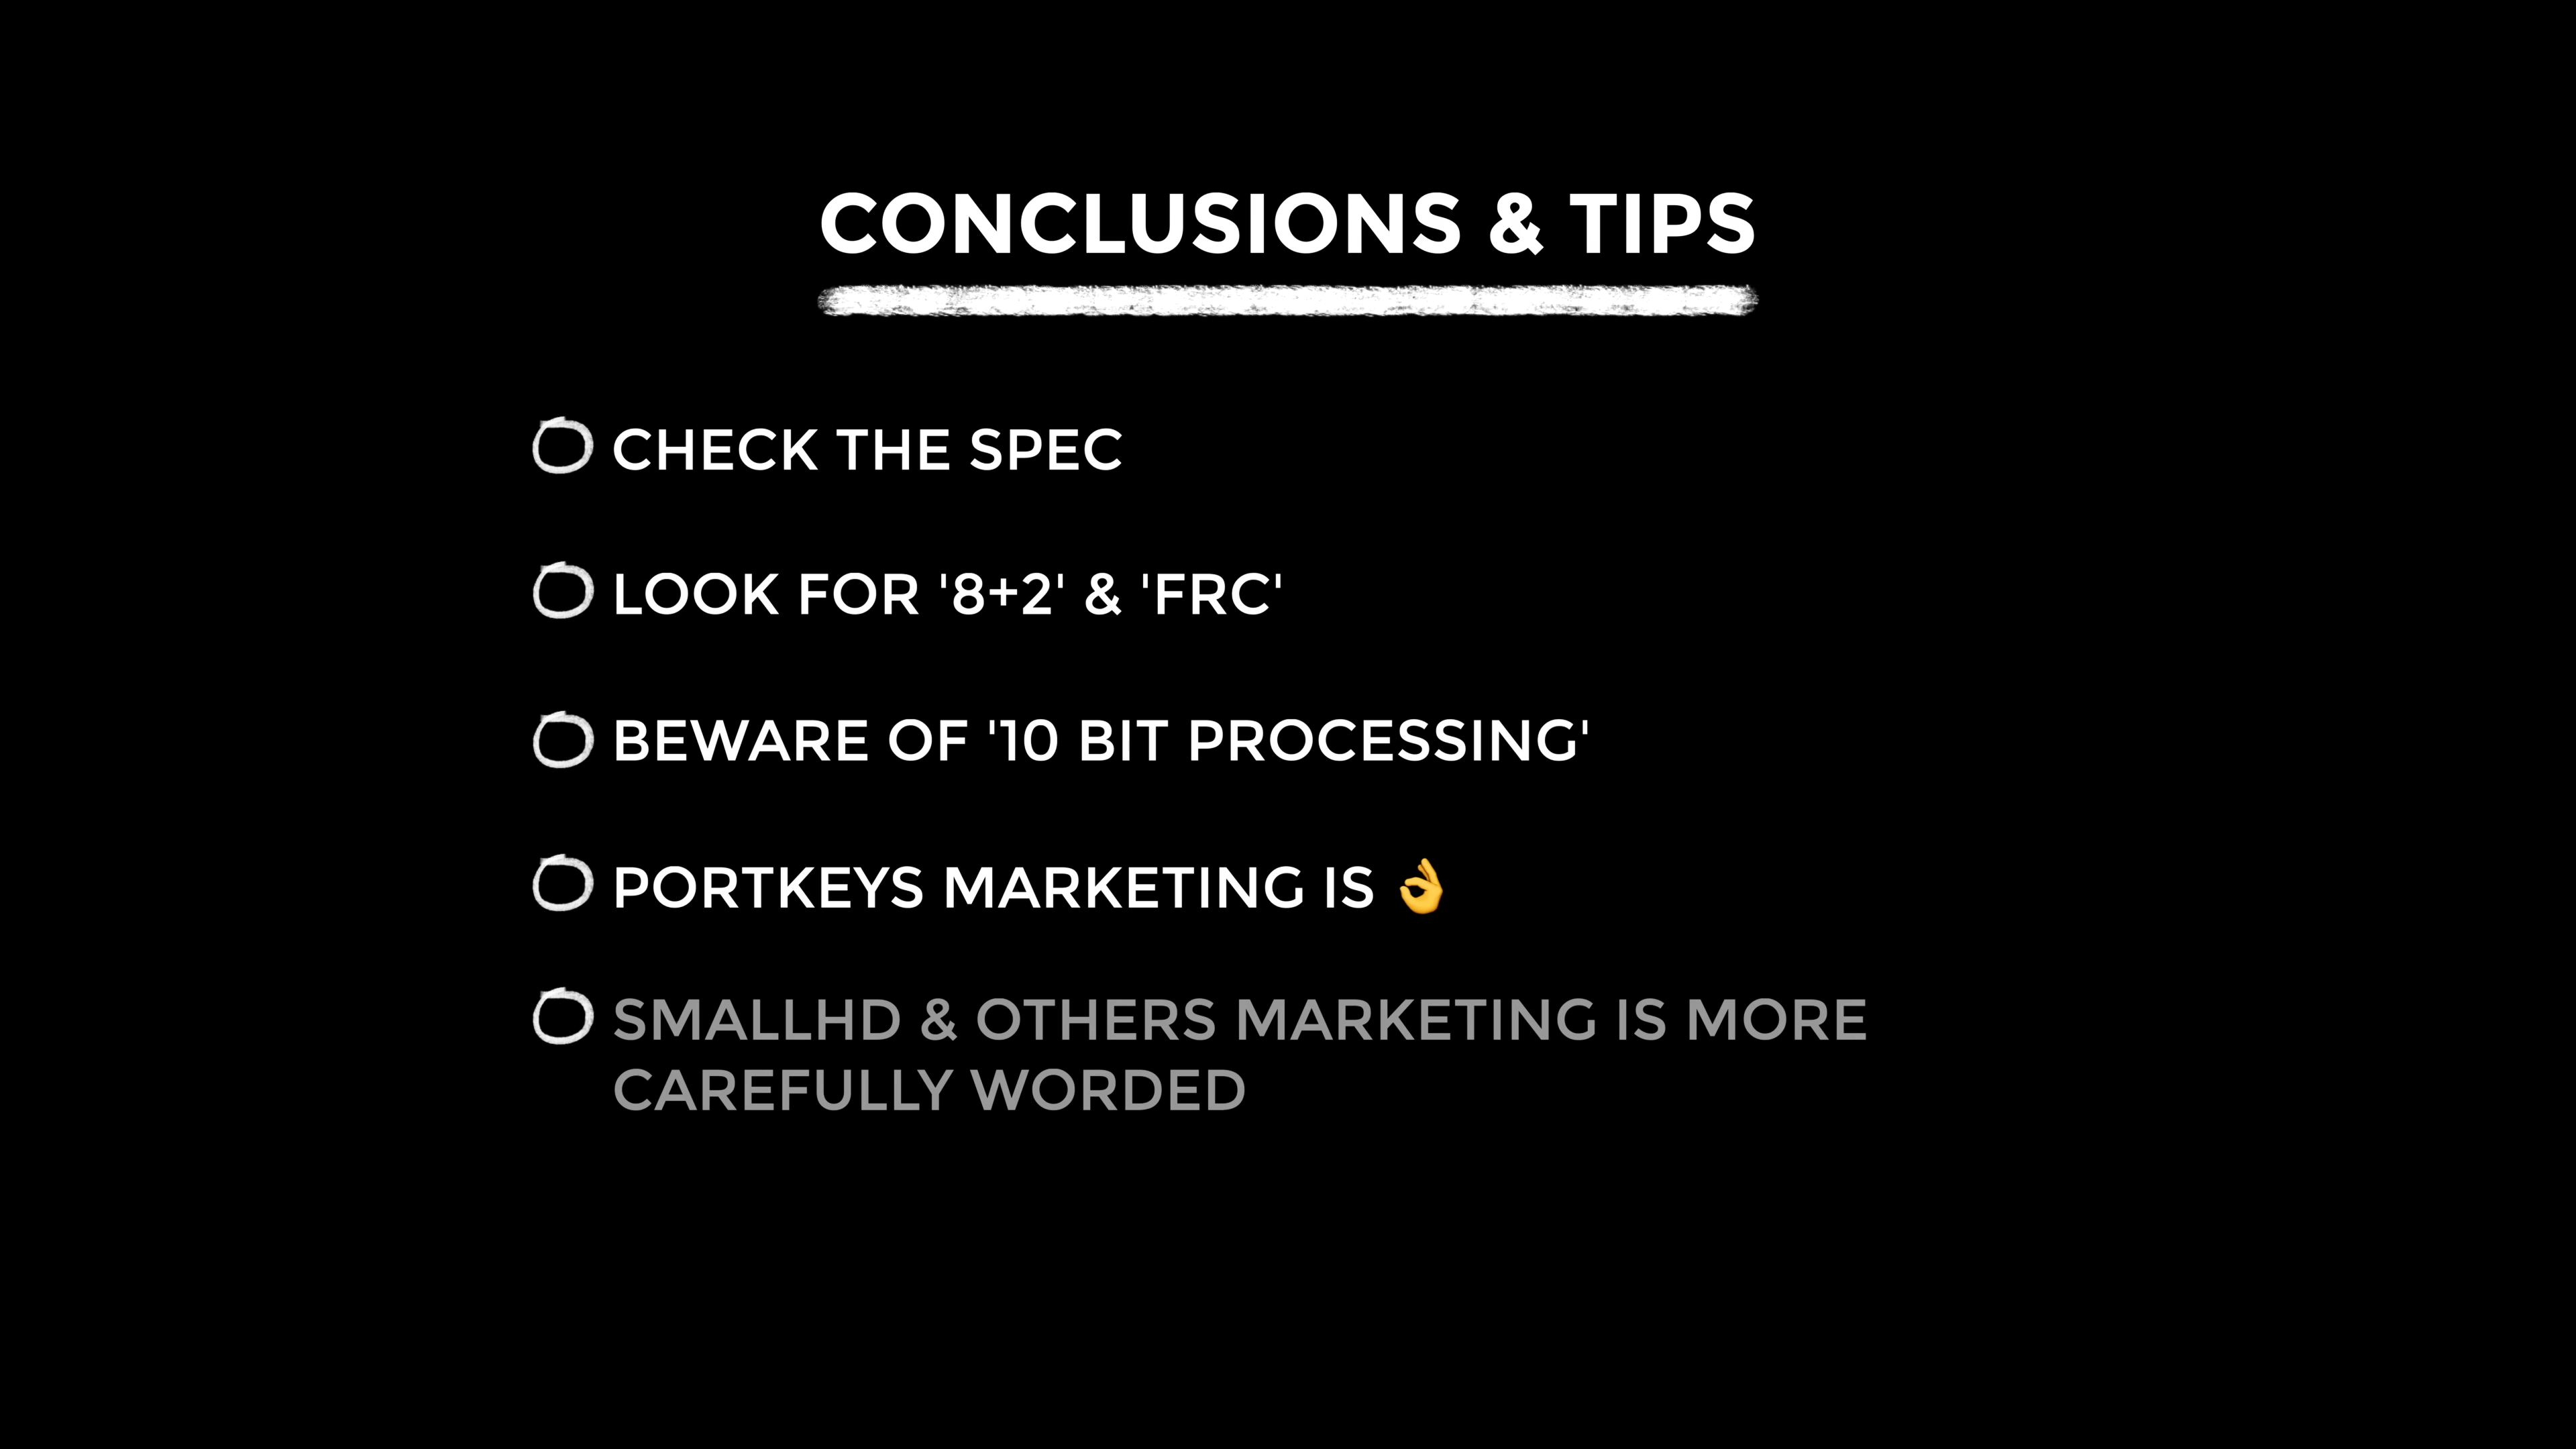 CONCLUSIONS & TIPS
CHECK THE SPEC
LOOK FOR '8+2' & 'FRC'
BEWARE OF '10 BIT PROCESSING'
PORTKEYS MARKETING IS 👌
SMALLHD & OTHERS MARKETING IS MORE
CAREFULLY WORDED